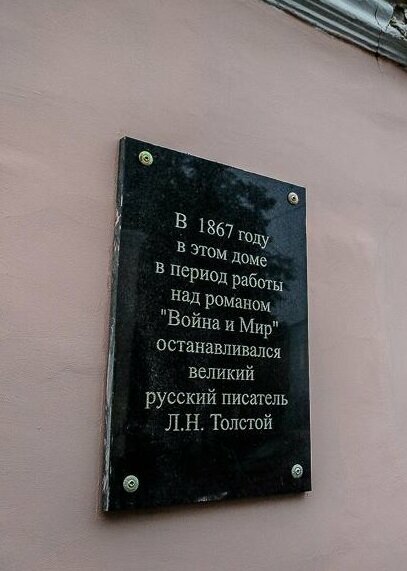 В 1867 году
в этом доме
в период работы
над романом
"Война и Мир"
останавливался
великий
русский писатель
Л.Н. Толстой